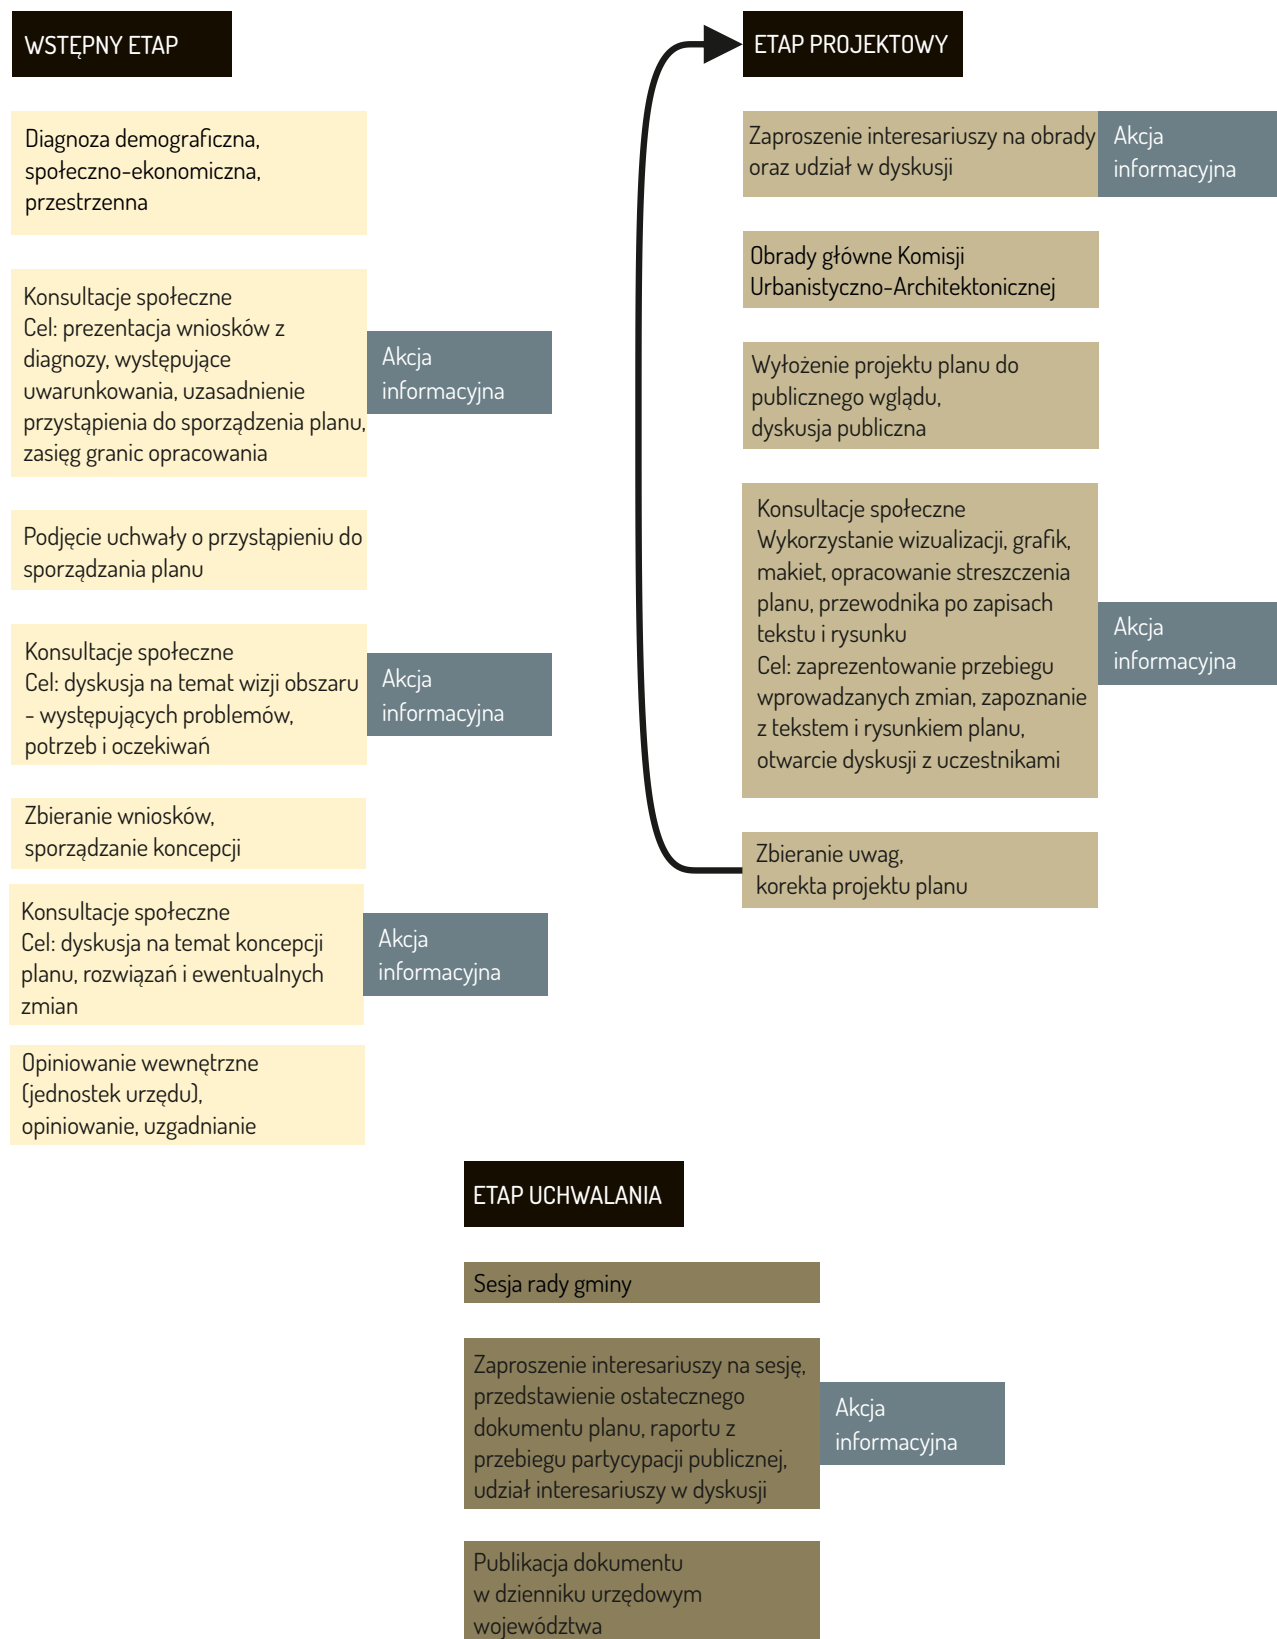 WSTĘPNY ETAP
Diagnoza demograficzna,
społeczno-ekonomiczna,
przestrzenna
Konsultacje społeczne
Cel: prezentacja wniosków z
diagnozy, występujące
uwarunkowania, uzasadnienie
przystąpienia do sporządzenia planu,
zasięg granic opracowania
Akcja
informacyjna
Podjęcie uchwały o przystąpieniu do
sporządzania planu
Konsultacje społeczne
Cel: dyskusja na temat wizji obszaru
- występujących problemów,
potrzeb i oczekiwań
Akcja
informacyjna
Zbieranie wniosków,
sporządzanie koncepcji
Konsultacje społeczne
Cel: dyskusja na temat koncepcji
planu, rozwiązań i ewentualnych
zmian
Akcja
informacyjna
Opiniowanie wewnętrzne
(jednostek urzędu),
opiniowanie, uzgadnianie
ETAP PROJEKTOWY
Zaproszenie interesariuszy na obrady
oraz udział w dyskusji
Akcja
informacyjna
Obrady główne Komisji
Urbanistyczno-Architektonicznej
Wyłożenie projektu planu do
publicznego wglądu,
dyskusja publiczna
Konsultacje społeczne
Wykorzystanie wizualizacji, grafik,
makiet, opracowanie streszczenia
planu, przewodnika po zapisach
tekstu i rysunku
Cel: zaprezentowanie przebiegu
wprowadzanych zmian, zapoznanie
z tekstem i rysunkiem planu,
otwarcie dyskusji z uczestnikami
Akcja
informacyjna
Zbieranie uwag,
korekta projektu planu
ETAP UCHWALANIA
Sesja rady gminy
Zaproszenie interesariuszy na sesję,
przedstawienie ostatecznego
dokumentu planu, raportu z
przebiegu partycypacji publicznej,
udział interesariuszy w dyskusji
Akcja
informacyjna
Publikacja dokumentu
w dzienniku urzędowym
województwa